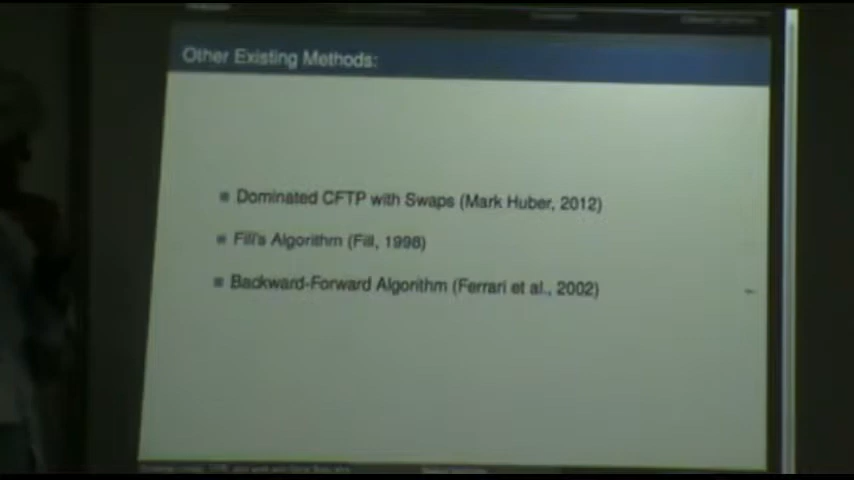 Other Existing Methods:
Dominated CFTP with Swaps (Mark Huber, 2012)
Fill's Algorithm (Fill, 1998)
Backward-Forward Algorithm (Ferrari et al., 2002)